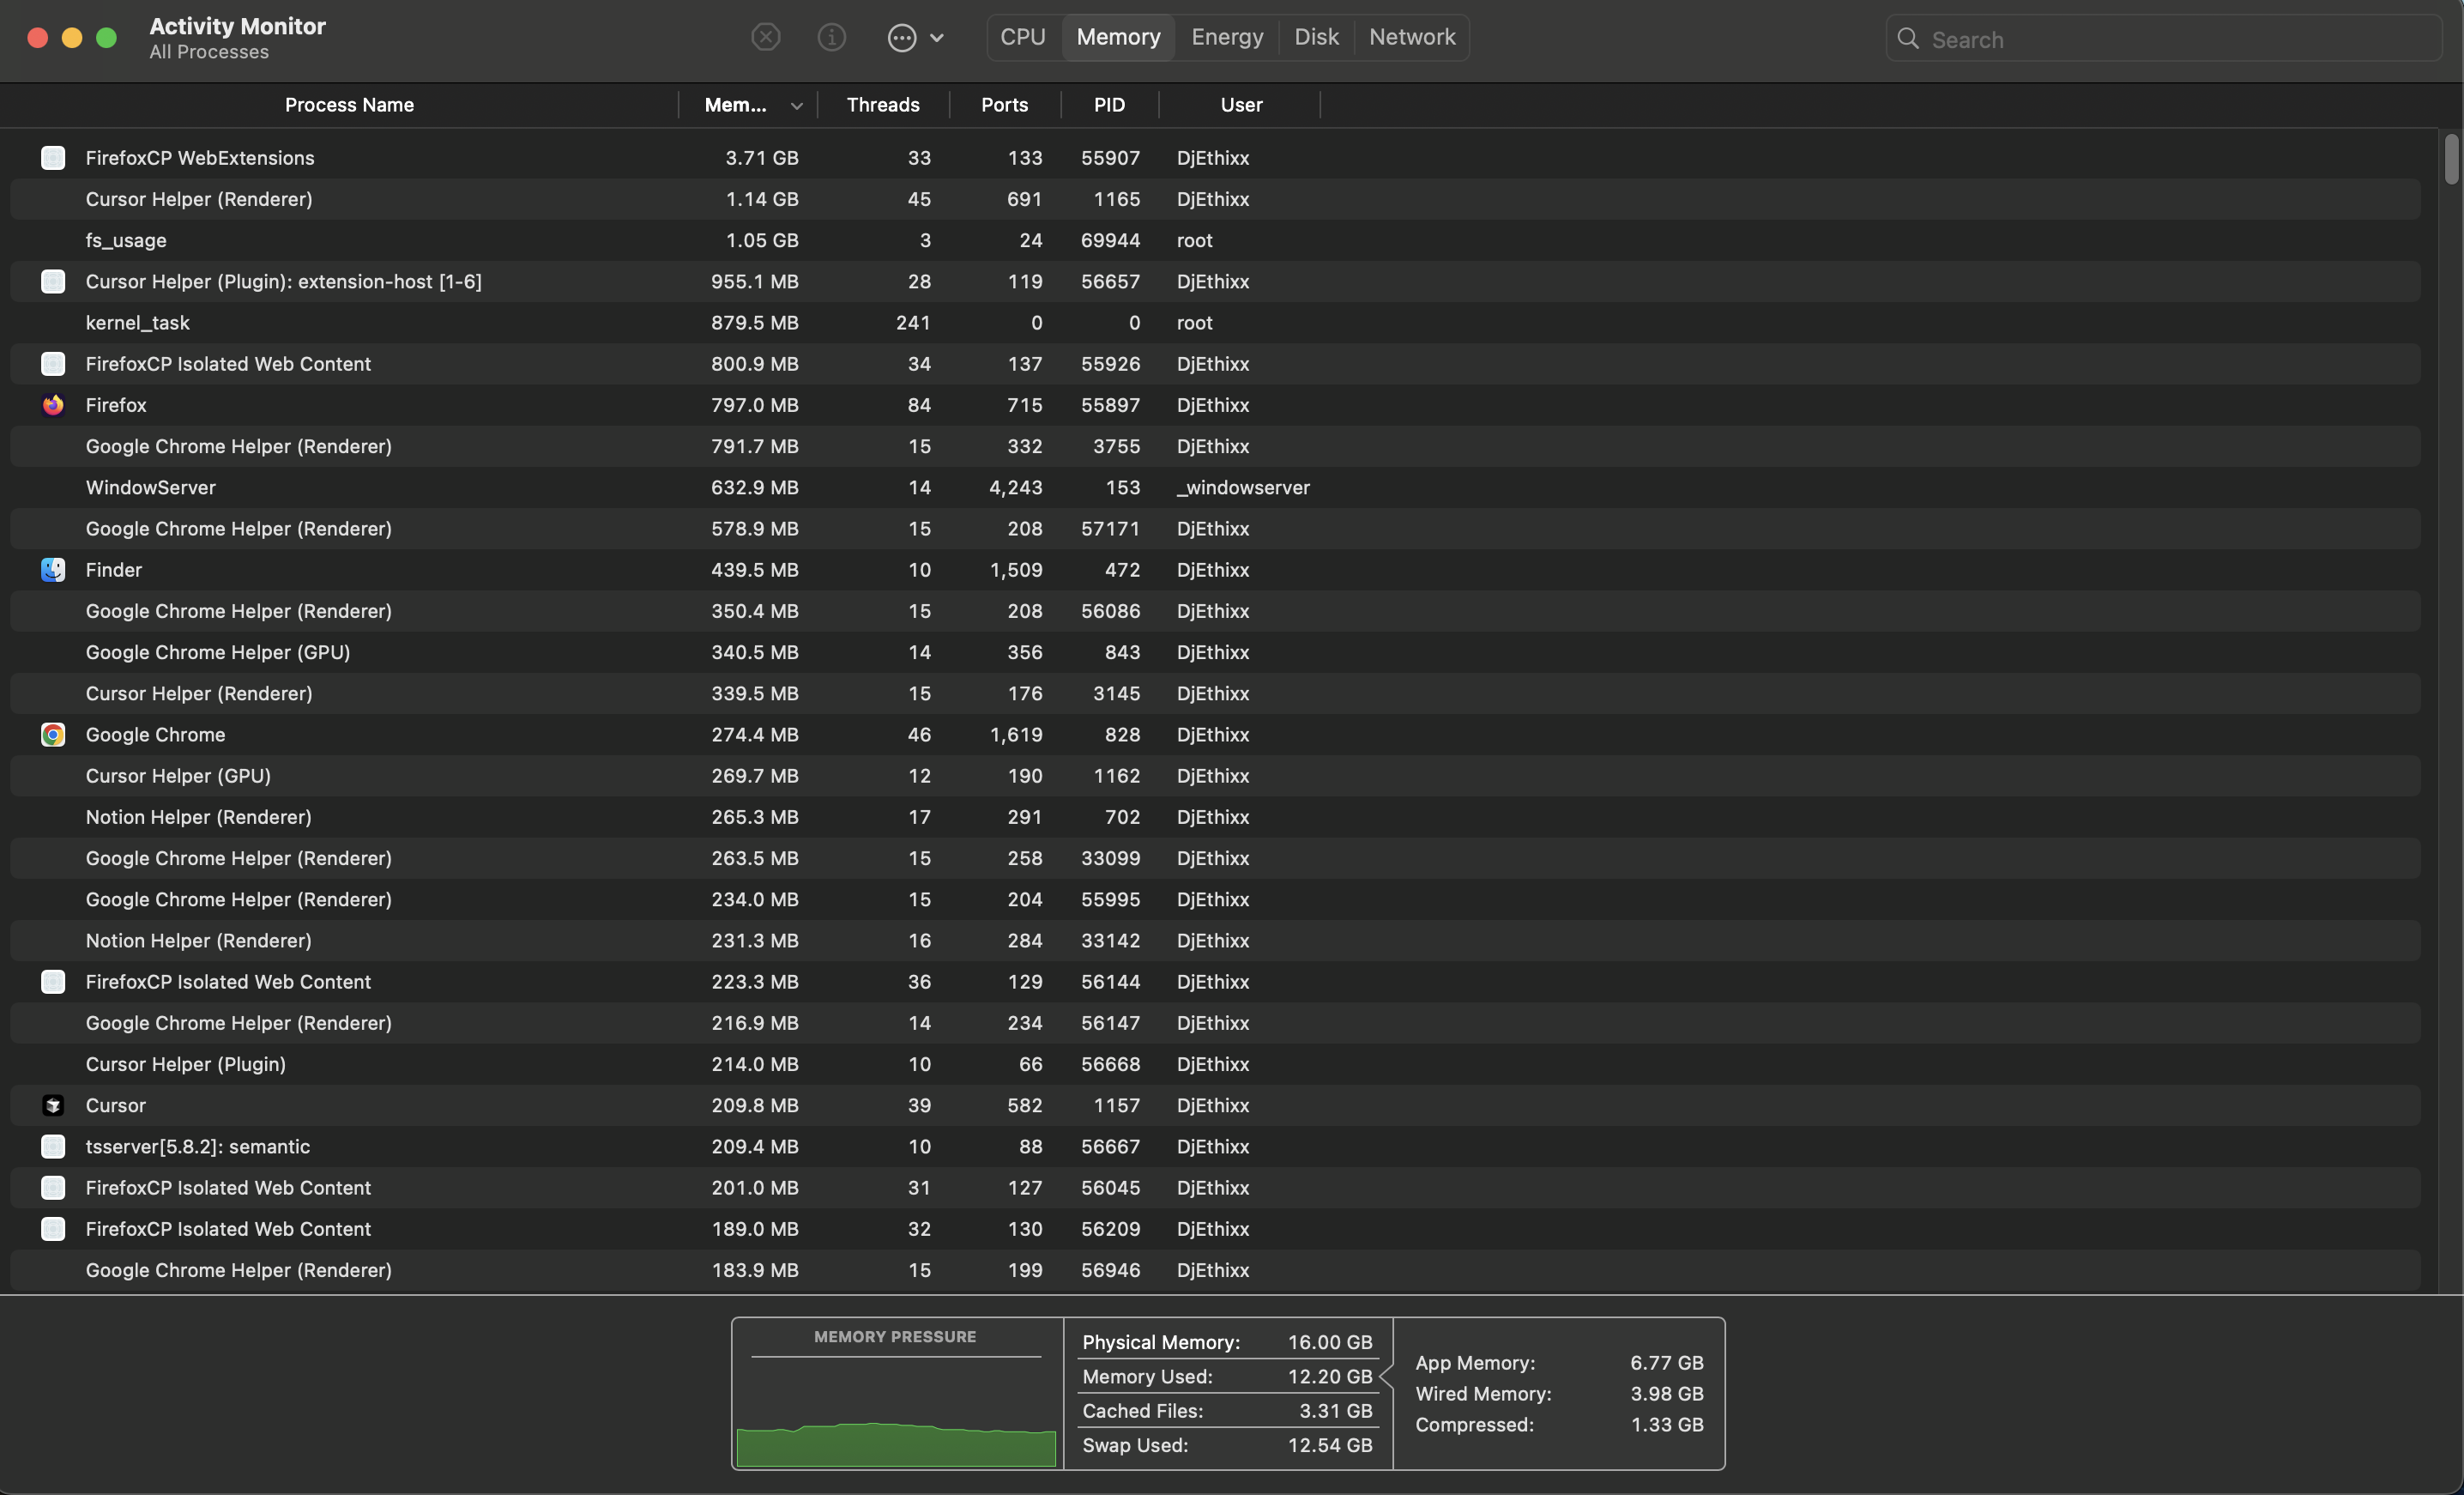 Activity Monitor
All Processes
CPU Memory Energy Disk Network
Search
Process Name Mem... Threads Ports PID User
FirefoxCP WebExtensions 3.71 GB 33 133 55907 DjEthixx
Cursor Helper (Renderer) 1.14 GB 45 691 1165 DjEthixx
fs_usage 1.05 GB 3 24 69944 root
Cursor Helper (Plugin): extension-host [1-6] 955.1 MB 28 119 56657 DjEthixx
kernel_task 879.5 MB 241 0 0 root
FirefoxCP Isolated Web Content 800.9 MB 34 137 55926 DjEthixx
Firefox 797.0 MB 84 715 55897 DjEthixx
Google Chrome Helper (Renderer) 791.7 MB 15 332 3755 DjEthixx
WindowServer 632.9 MB 14 4,243 153 _windowserver
Google Chrome Helper (Renderer) 578.9 MB 15 208 57171 DjEthixx
Finder 439.5 MB 10 1,509 472 DjEthixx
Google Chrome Helper (Renderer) 350.4 MB 15 208 56086 DjEthixx
Google Chrome Helper (GPU) 340.5 MB 14 356 843 DjEthixx
Cursor Helper (Renderer) 339.5 MB 15 176 3145 DjEthixx
Google Chrome 274.4 MB 46 1,619 828 DjEthixx
Cursor Helper (GPU) 269.7 MB 12 190 1162 DjEthixx
Notion Helper (Renderer) 265.3 MB 17 291 702 DjEthixx
Google Chrome Helper (Renderer) 263.5 MB 15 258 33099 DjEthixx
Google Chrome Helper (Renderer) 234.0 MB 15 204 55995 DjEthixx
Notion Helper (Renderer) 231.3 MB 16 284 33142 DjEthixx
FirefoxCP Isolated Web Content 223.3 MB 36 129 56144 DjEthixx
Google Chrome Helper (Renderer) 216.9 MB 14 234 56147 DjEthixx
Cursor Helper (Plugin) 214.0 MB 10 66 56668 DjEthixx
Cursor 209.8 MB 39 582 1157 DjEthixx
tsserver[5.8.2]: semantic 209.4 MB 10 88 56667 DjEthixx
FirefoxCP Isolated Web Content 201.0 MB 31 127 56045 DjEthixx
FirefoxCP Isolated Web Content 189.0 MB 32 130 56209 DjEthixx
Google Chrome Helper (Renderer) 183.9 MB 15 199 56946 DjEthixx
MEMORY PRESSURE
Physical Memory: 16.00 GB
Memory Used: 12.20 GB
Cached Files: 3.31 GB
Swap Used: 12.54 GB
App Memory: 6.77 GB
Wired Memory: 3.98 GB
Compressed: 1.33 GB